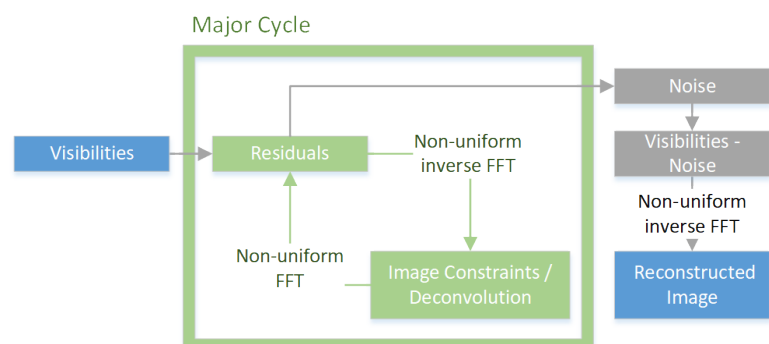 Major Cycle
Noise
Visibilities
Residuals
Non-uniform
inverse FFT
Visibilities -
Noise
Non-uniform
inverse FFT
Non-uniform
FFT
Image Constraints /
Deconvolution
Reconstructed
Image